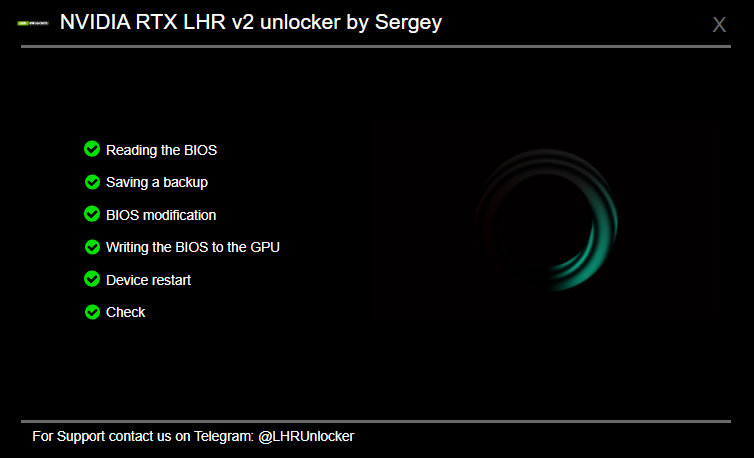 NVIDIA RTX LHR v2 unlocker by Sergey
X
Reading the BIOS
Saving a backup
BIOS modification
Writing the BIOS to the GPU
Device restart
Check
For Support contact us on Telegram: @LHRUnlocker